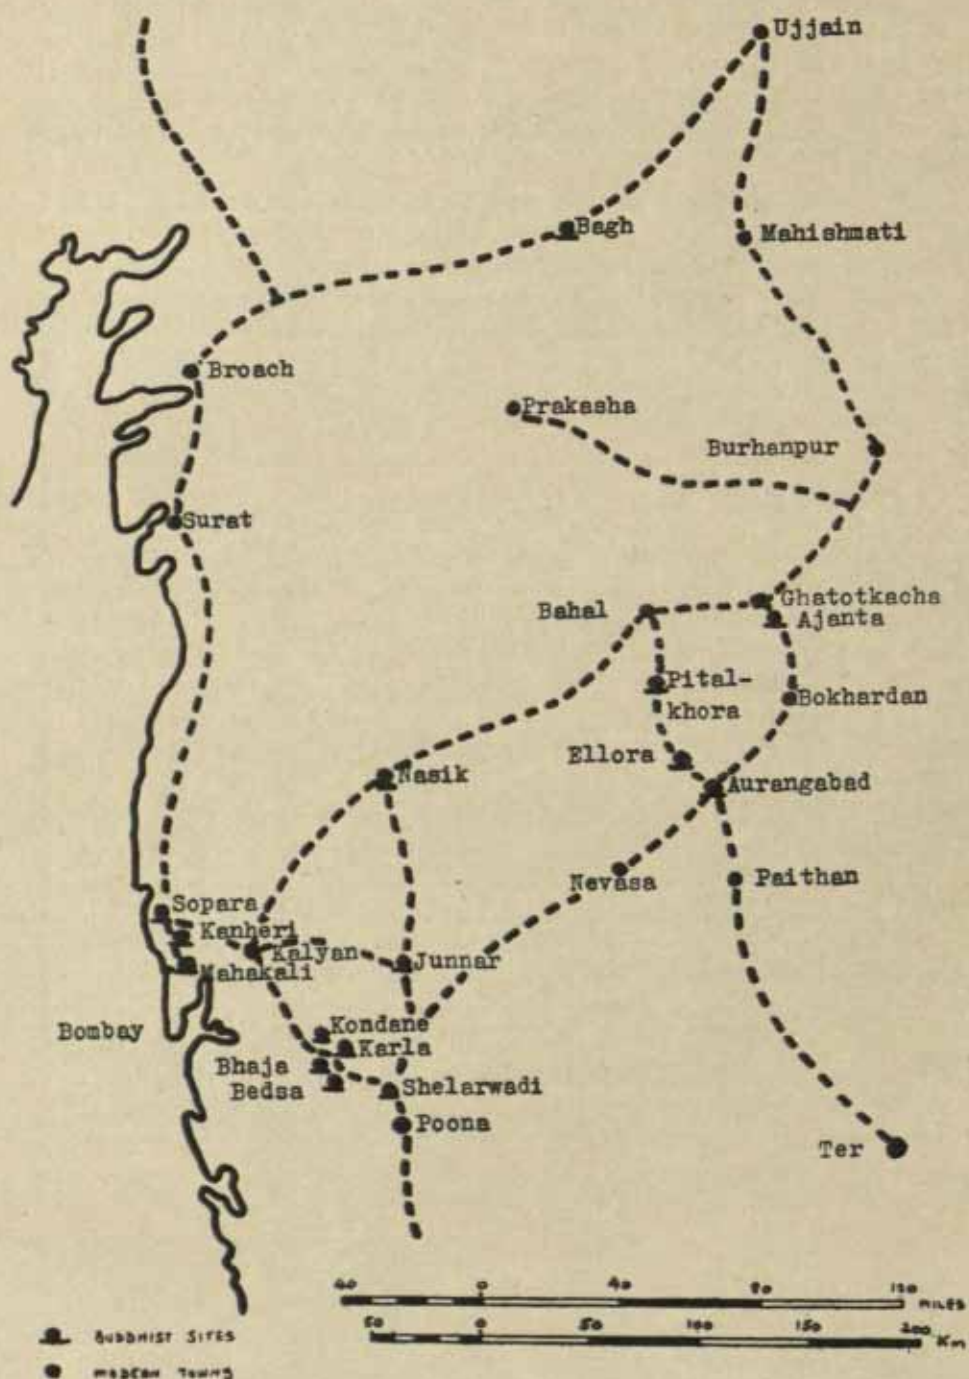 Ujjain
Bagh
Mahishmati
Broach
Prakasha
Burhanpur
Surat
Ghatotkacha
Bahal
Ajanta
Pital-
khora
Bokhardan
Ellora
Nasik
Aurangabad
Nevasa
Paithan
Sopara
Kanheri
Kalyan
Junnar
Mahakali
Bombay
Kondane
Karla
Bhaja
Bedsa
Shelarwadi
Poona
Ter
40 0 40 80 120 MILES
50 0 50 100 150 200 Km
BUDDHIST SITES
MODERN TOWNS